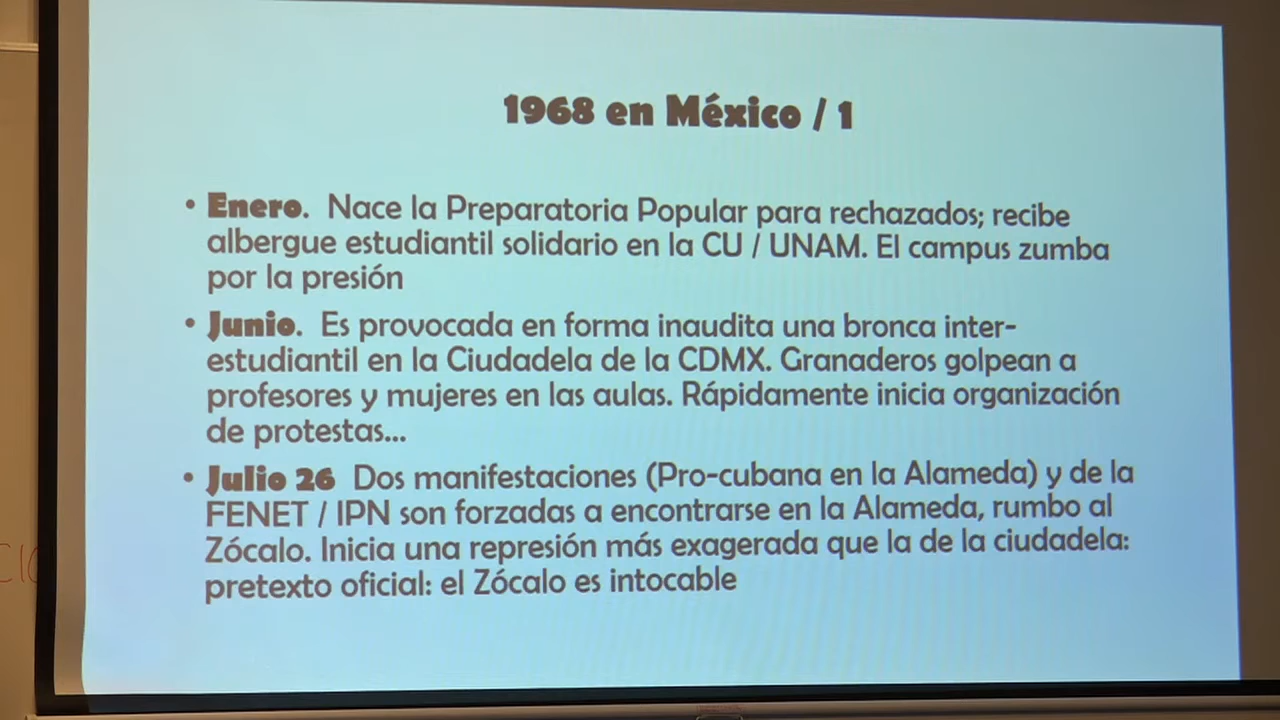 1968 en México / 1
• Enero. Nace la Preparatoria Popular para rechazados; recibe
albergue estudiantil solidario en la CU / UNAM. El campus zumba
por la presión
• Junio. Es provocada en forma inaudita una bronca inter-
estudiantil en la Ciudadela de la CDMX. Granaderos golpean a
profesores y mujeres en las aulas. Rápidamente inicia organización
de protestas...
• Julio 26 Dos manifestaciones (Pro-cubana en la Alameda) y de la
FENET / IPN son forzadas a encontrarse en la Alameda, rumbo al
Zócalo. Inicia una represión más exagerada que la de la ciudadela:
pretexto oficial: el Zócalo es intocable